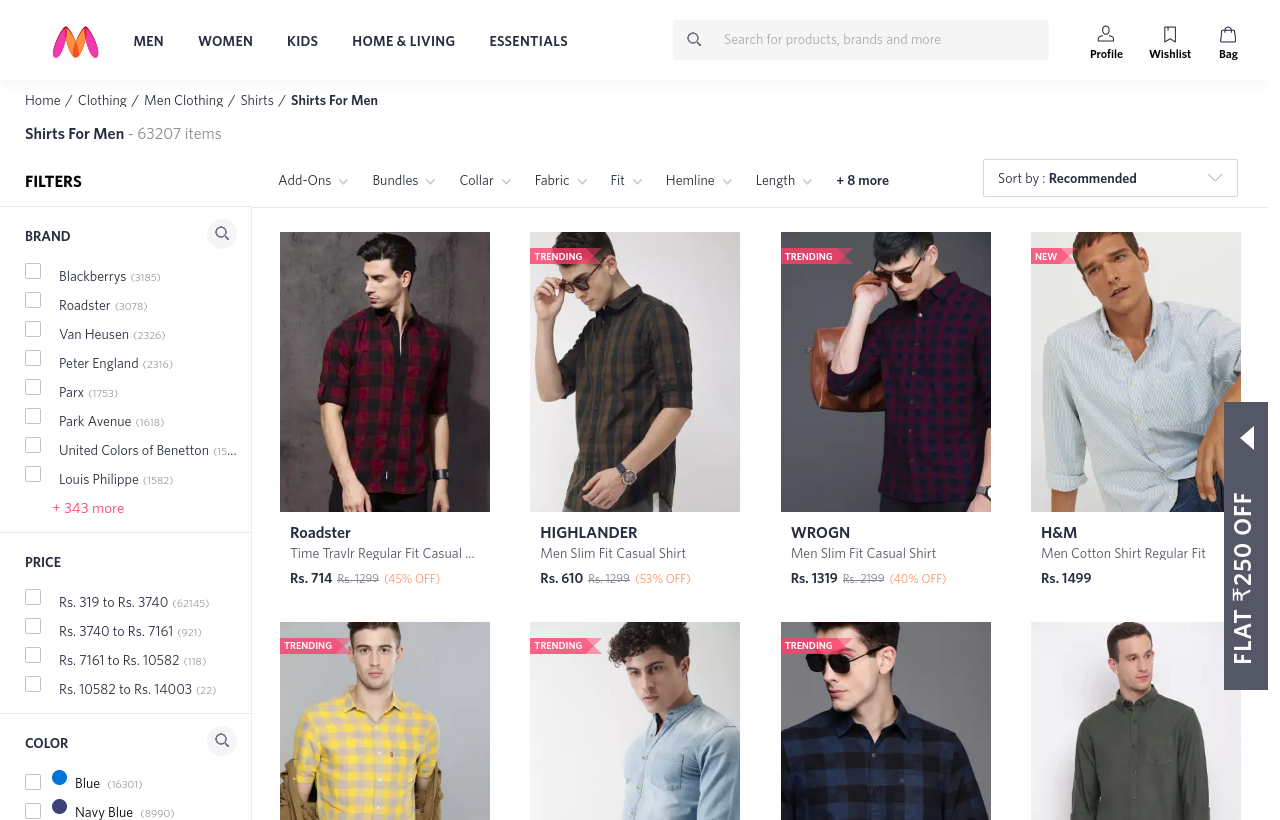 MEN WOMEN KIDS HOME & LIVING ESSENTIALS Search for products, brands and more Profile Wishlist Bag
Home / Clothing / Men Clothing / Shirts / Shirts For Men
Shirts For Men - 63207 items
FILTERS Add-Ons Bundles Collar Fabric Fit Hemline Length + 8 more Sort by : Recommended
BRAND
Blackberrys (3185)
Roadster (3078)
Van Heusen (2326)
Peter England (2316)
Parx (1753)
Park Avenue (1618)
United Colors of Benetton (15...
Louis Philippe (1582)
+ 343 more
PRICE
Rs. 319 to Rs. 3740 (62145)
Rs. 3740 to Rs. 7161 (921)
Rs. 7161 to Rs. 10582 (118)
Rs. 10582 to Rs. 14003 (22)
COLOR
Blue (16301)
Navy Blue (8990)
TRENDING TRENDING NEW
Roadster HIGHLANDER WROGN H&M
Time Travlr Regular Fit Casual ... Men Slim Fit Casual Shirt Men Slim Fit Casual Shirt Men Cotton Shirt Regular Fit
Rs. 714 Rs. 1299 (45% OFF) Rs. 610 Rs. 1299 (53% OFF) Rs. 1319 Rs. 2199 (40% OFF) Rs. 1499
TRENDING TRENDING TRENDING
FLAT ₹250 OFF